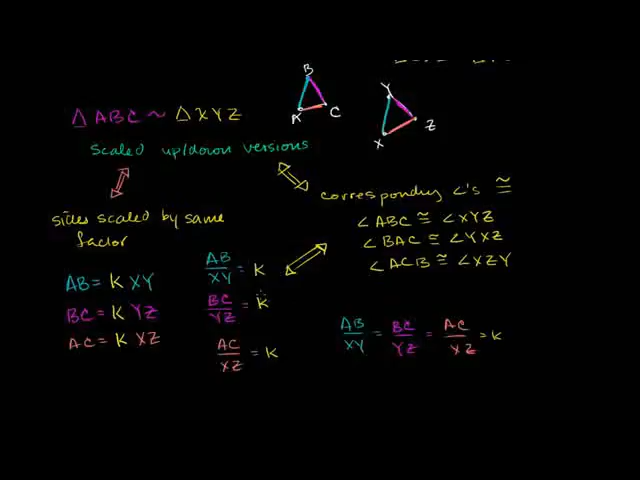 B
A
C
Y
X
Z
△ABC ~ △XYZ
scaled up/down versions
corresponding ∠'s ≅
∠ABC ≅ ∠XYZ
∠BAC ≅ ∠YXZ
∠ACB ≅ ∠XZY
sides scaled by same
factor
AB = K XY
BC = K YZ
AC = K XZ
AB/XY = K
BC/YZ = K
AC/XZ = K
AB/XY = BC/YZ = AC/XZ = K